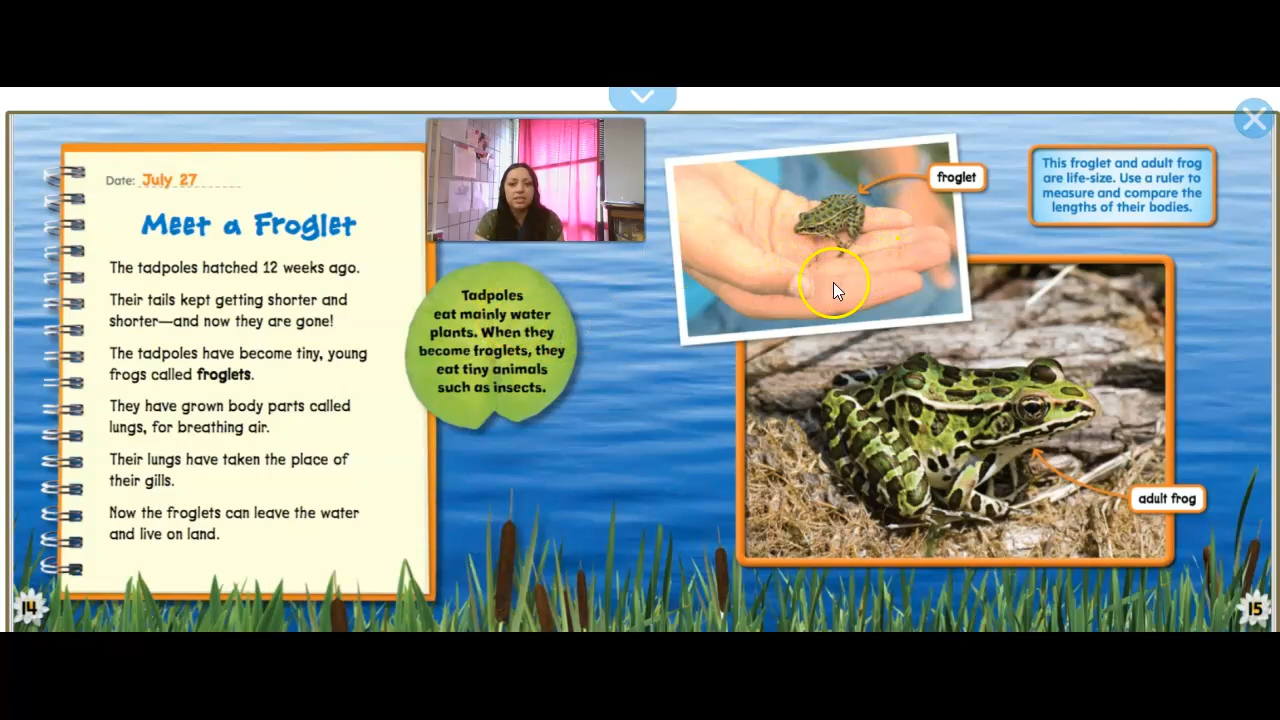 Date: July 27
Meet a Froglet
The tadpoles hatched 12 weeks ago.
Their tails kept getting shorter and
shorter—and now they are gone!
The tadpoles have become tiny, young
frogs called froglets.
They have grown body parts called
lungs, for breathing air.
Their lungs have taken the place of
their gills.
Now the froglets can leave the water
and live on land.
14
Tadpoles
eat mainly water
plants. When they
become froglets, they
eat tiny animals
such as insects.
froglet
This froglet and adult frog
are life-size. Use a ruler to
measure and compare the
lengths of their bodies.
adult frog
15